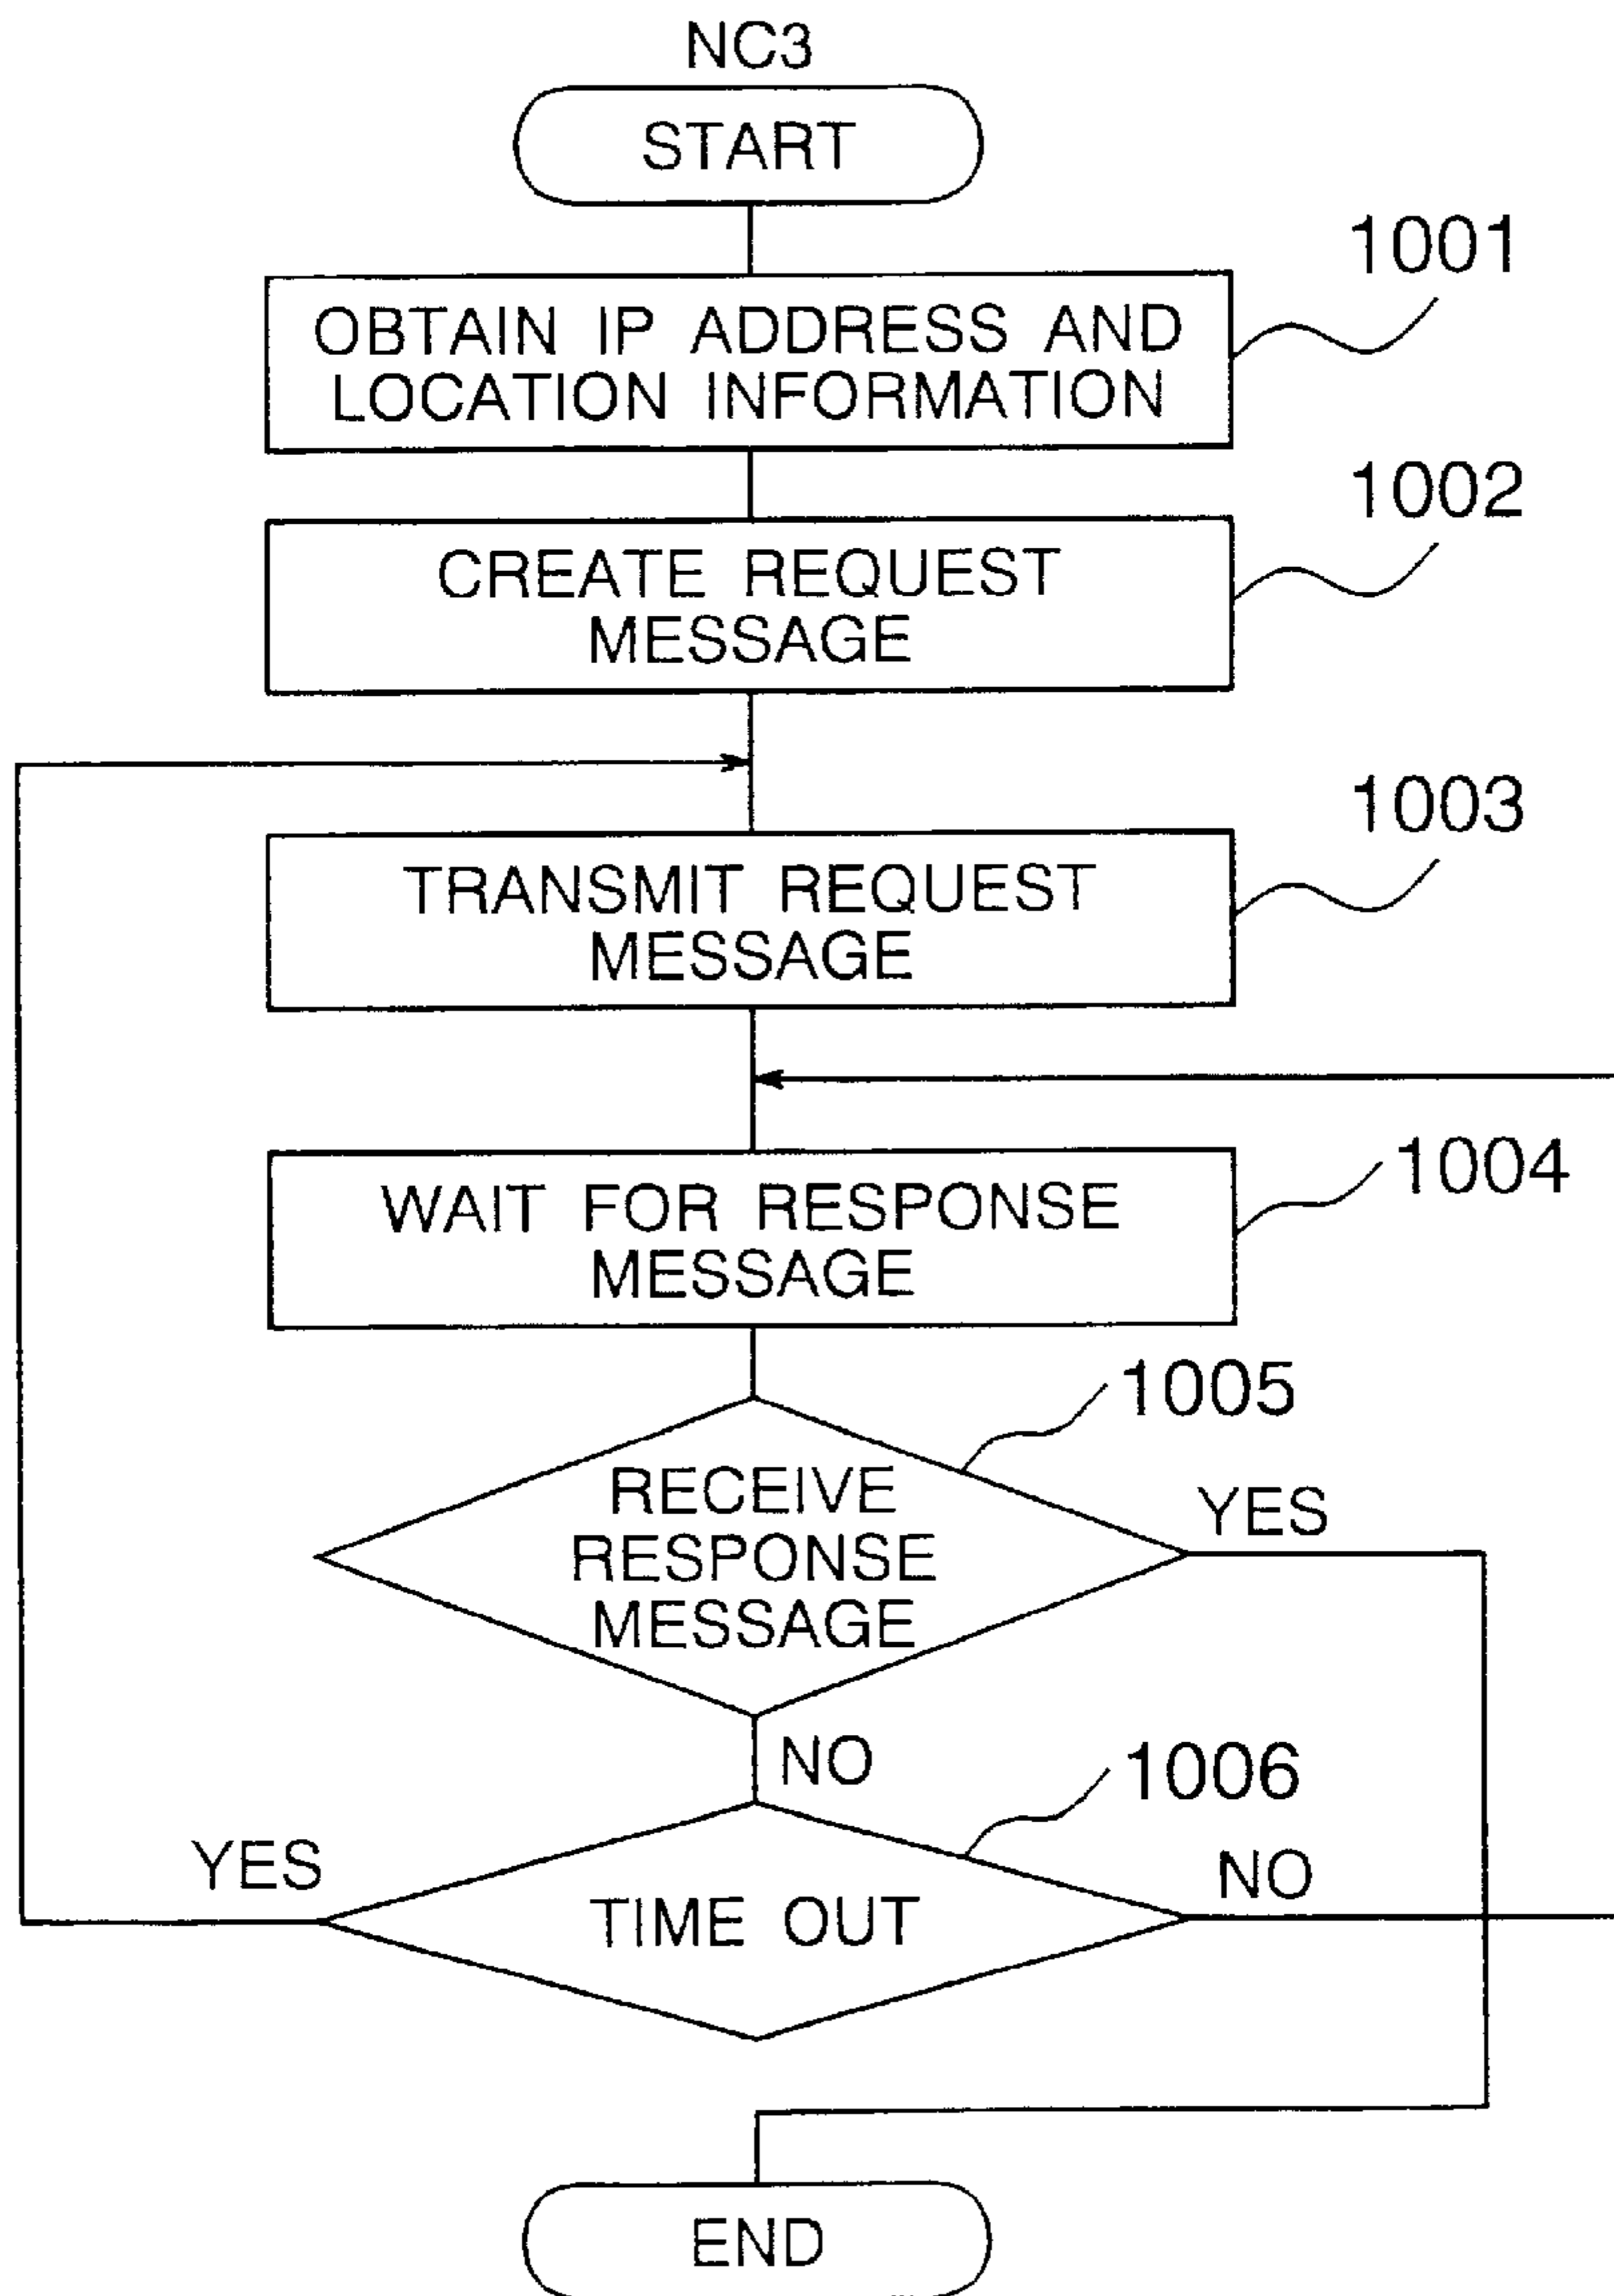 NC3
START
1001
OBTAIN IP ADDRESS AND
LOCATION INFORMATION
1002
CREATE REQUEST
MESSAGE
1003
TRANSMIT REQUEST
MESSAGE
1004
WAIT FOR RESPONSE
MESSAGE
1005
RECEIVE
RESPONSE
MESSAGE
YES
NO
1006
YES
TIME OUT
NO
END